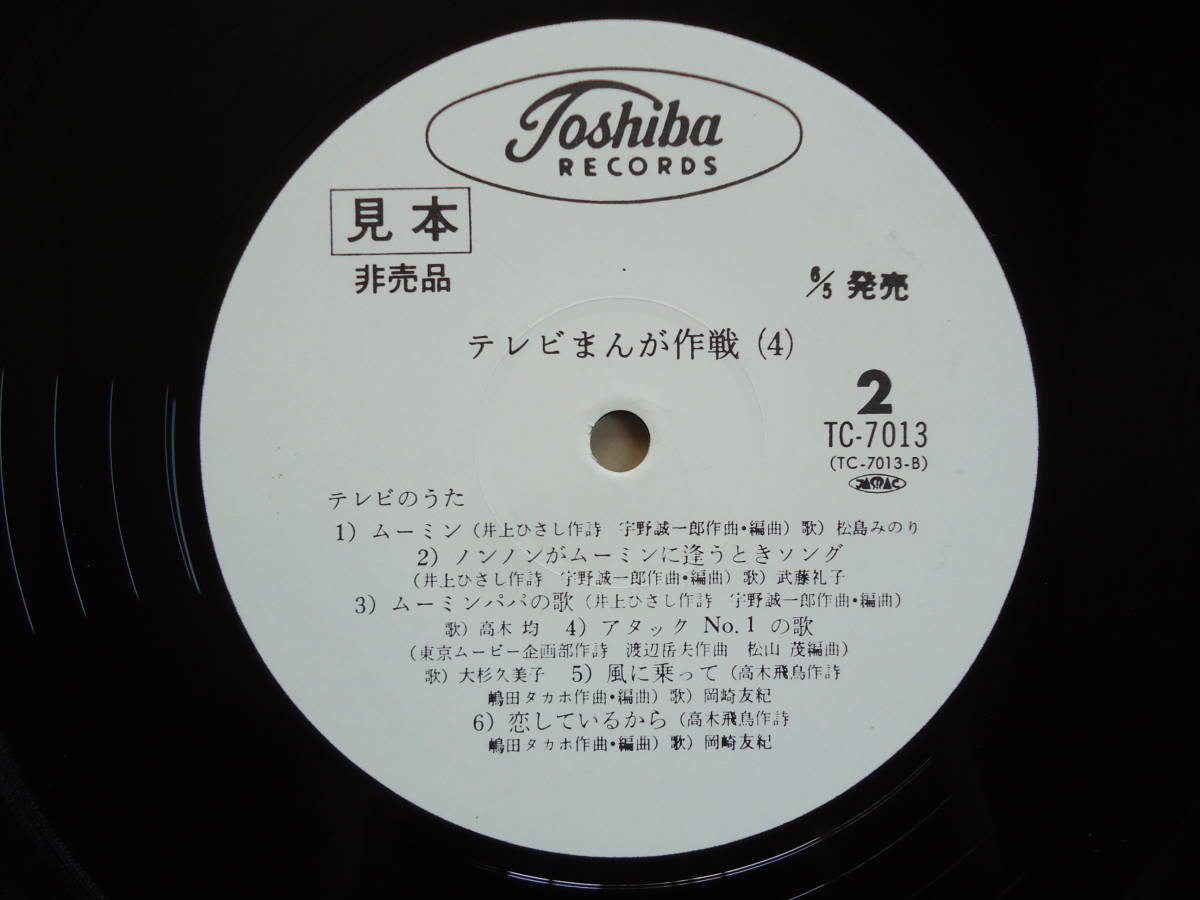 Toshiba
RECORDS
見本
非売品
6/5 発売
テレビまんが作戦 (4)
2
TC-7013
(TC-7013-B)
JASRAC
テレビのうた
1) ムーミン (井上ひさし作詩 宇野誠一郎作曲・編曲) 歌) 松島みのり
2) ノンノンがムーミンに逢うときソング
(井上ひさし作詩 宇野誠一郎作曲・編曲) 歌) 武藤礼子
3) ムーミンパパの歌 (井上ひさし作詩 宇野誠一郎作曲・編曲)
歌) 高木 均 4) アタック No.1 の歌
(東京ムービー企画部作詩 渡辺岳夫作曲 松山 茂編曲)
歌) 大杉久美子 5) 風に乗って (高木飛鳥作詩
嶋田タカホ作曲・編曲) 歌) 岡崎友紀
6) 恋しているから (高木飛鳥作詩
嶋田タカホ作曲・編曲) 歌) 岡崎友紀